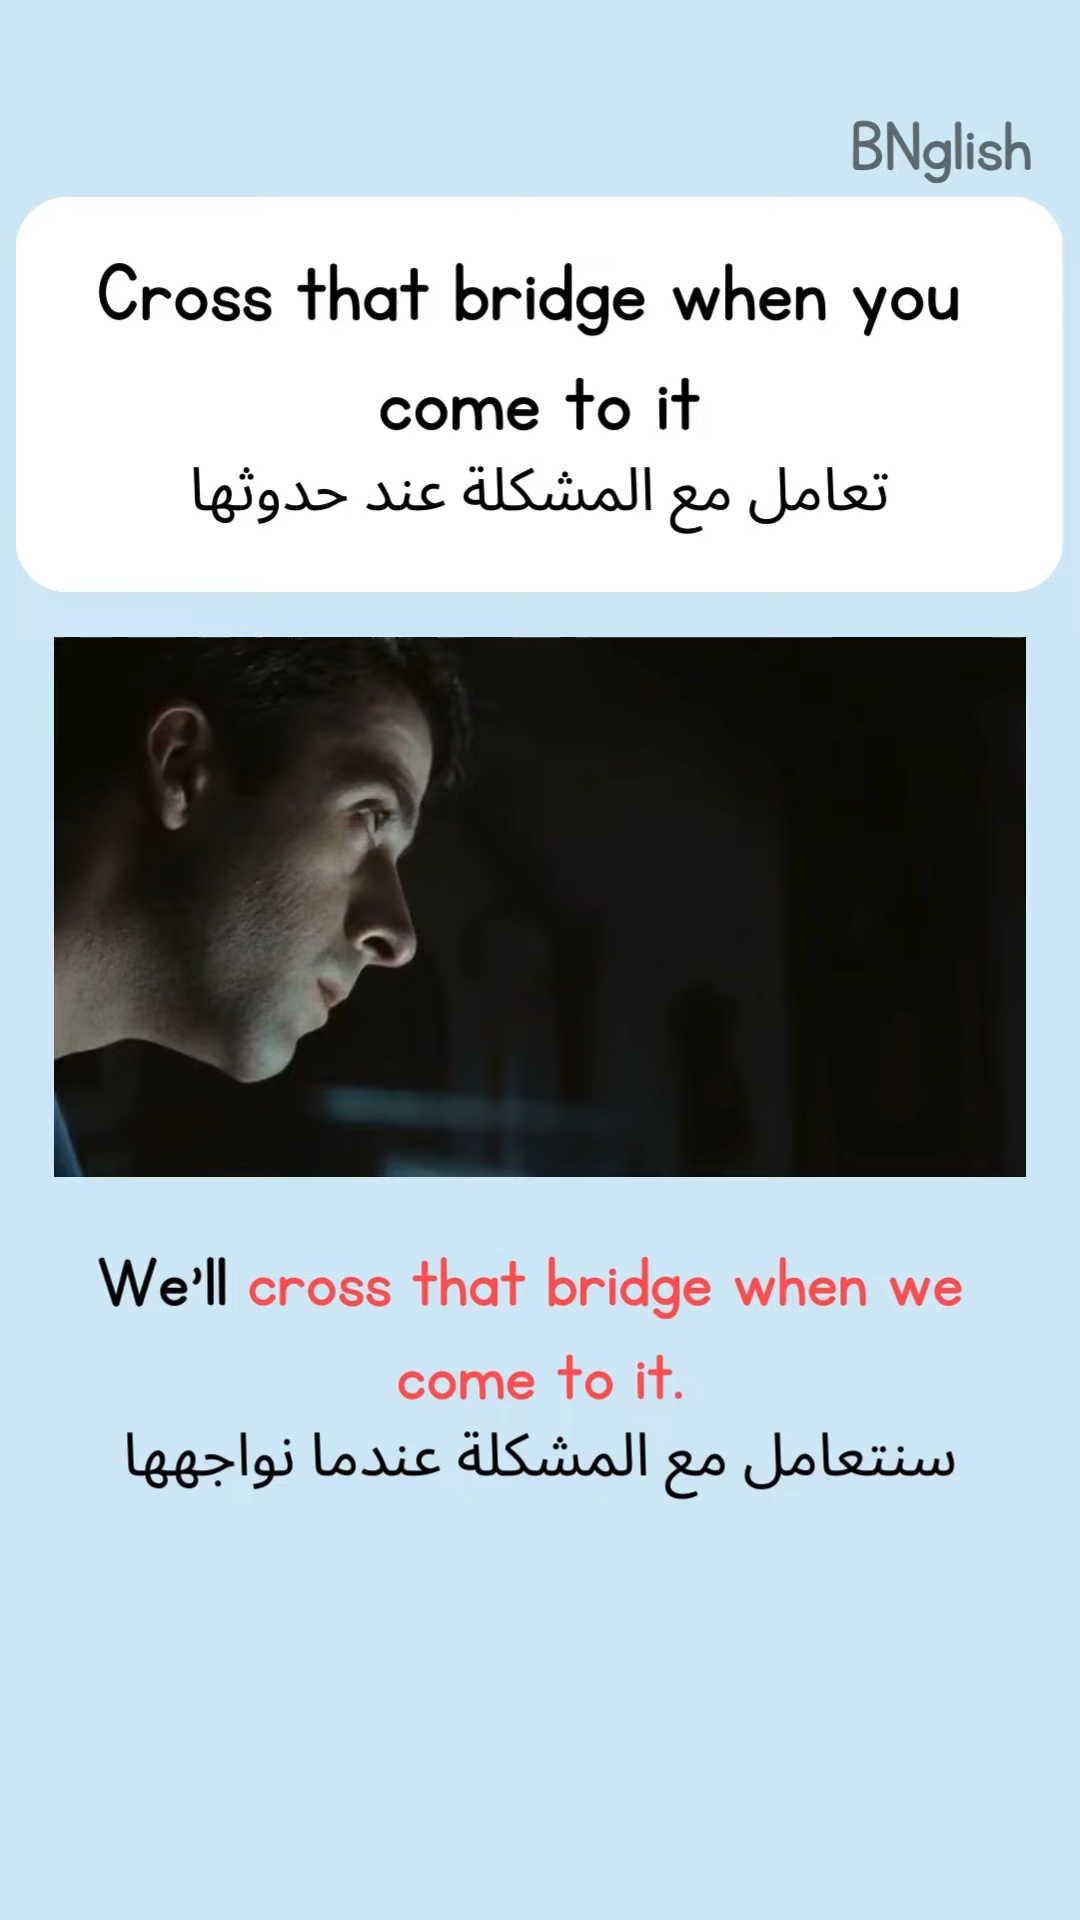 BNglish
Cross that bridge when you
come to it
تعامل مع المشكلة عند حدوثها
We'll cross that bridge when we
come to it.
سنتعامل مع المشكلة عندما نواجهها